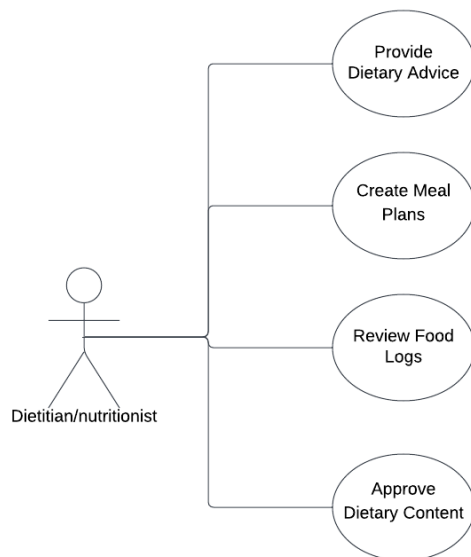 Provide
Dietary Advice
Create Meal
Plans
Review Food
Logs
Dietitian/nutritionist
Approve
Dietary Content